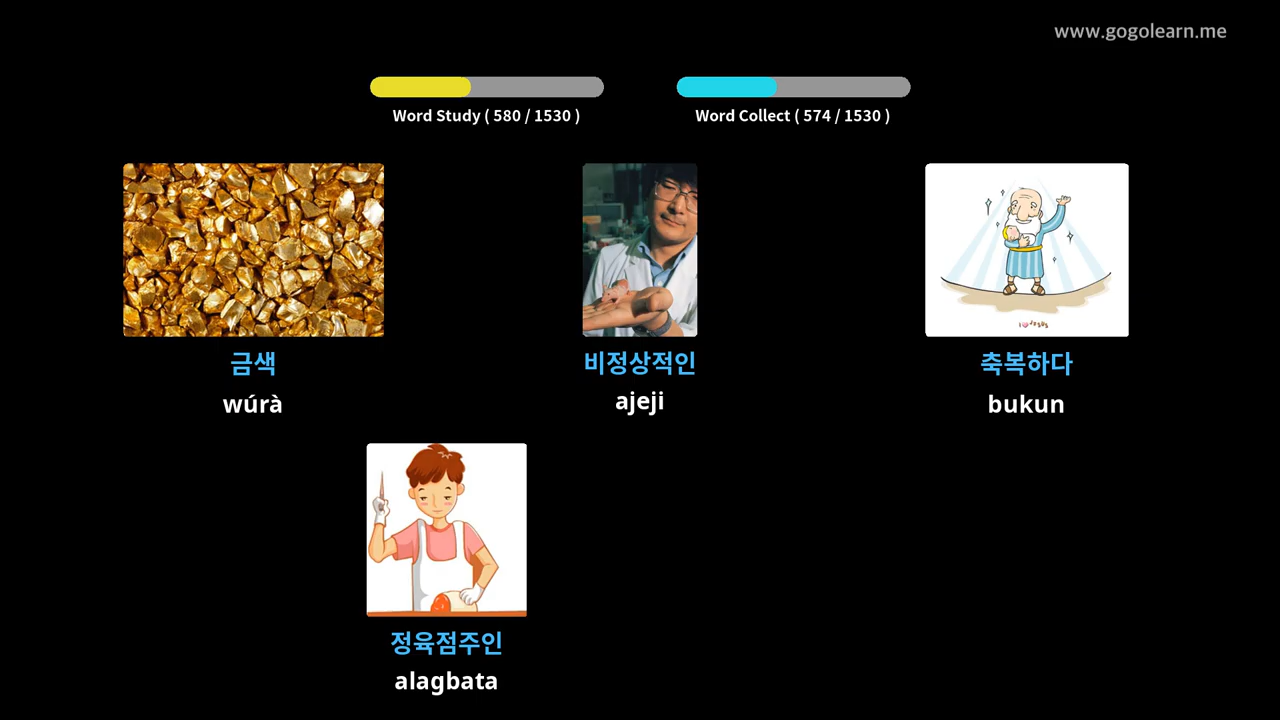 www.gogolearn.me
Word Study ( 580 / 1530 )
Word Collect ( 574 / 1530 )
금색
비정상적인
축복하다
wúrà
ajeji
bukun
정육점주인
alagbata